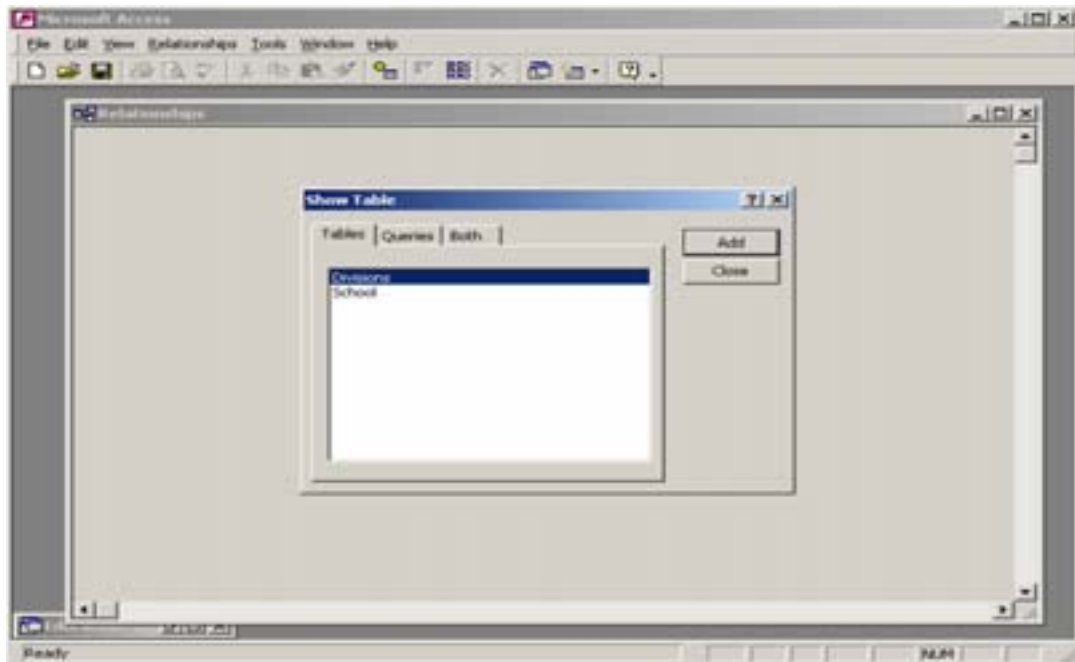 Microsoft Access
File Edit View Relationships Tools Window Help
Relationships
Show Table
Tables Queries Both
Add
Close
Divisions
School
Ready
NUM